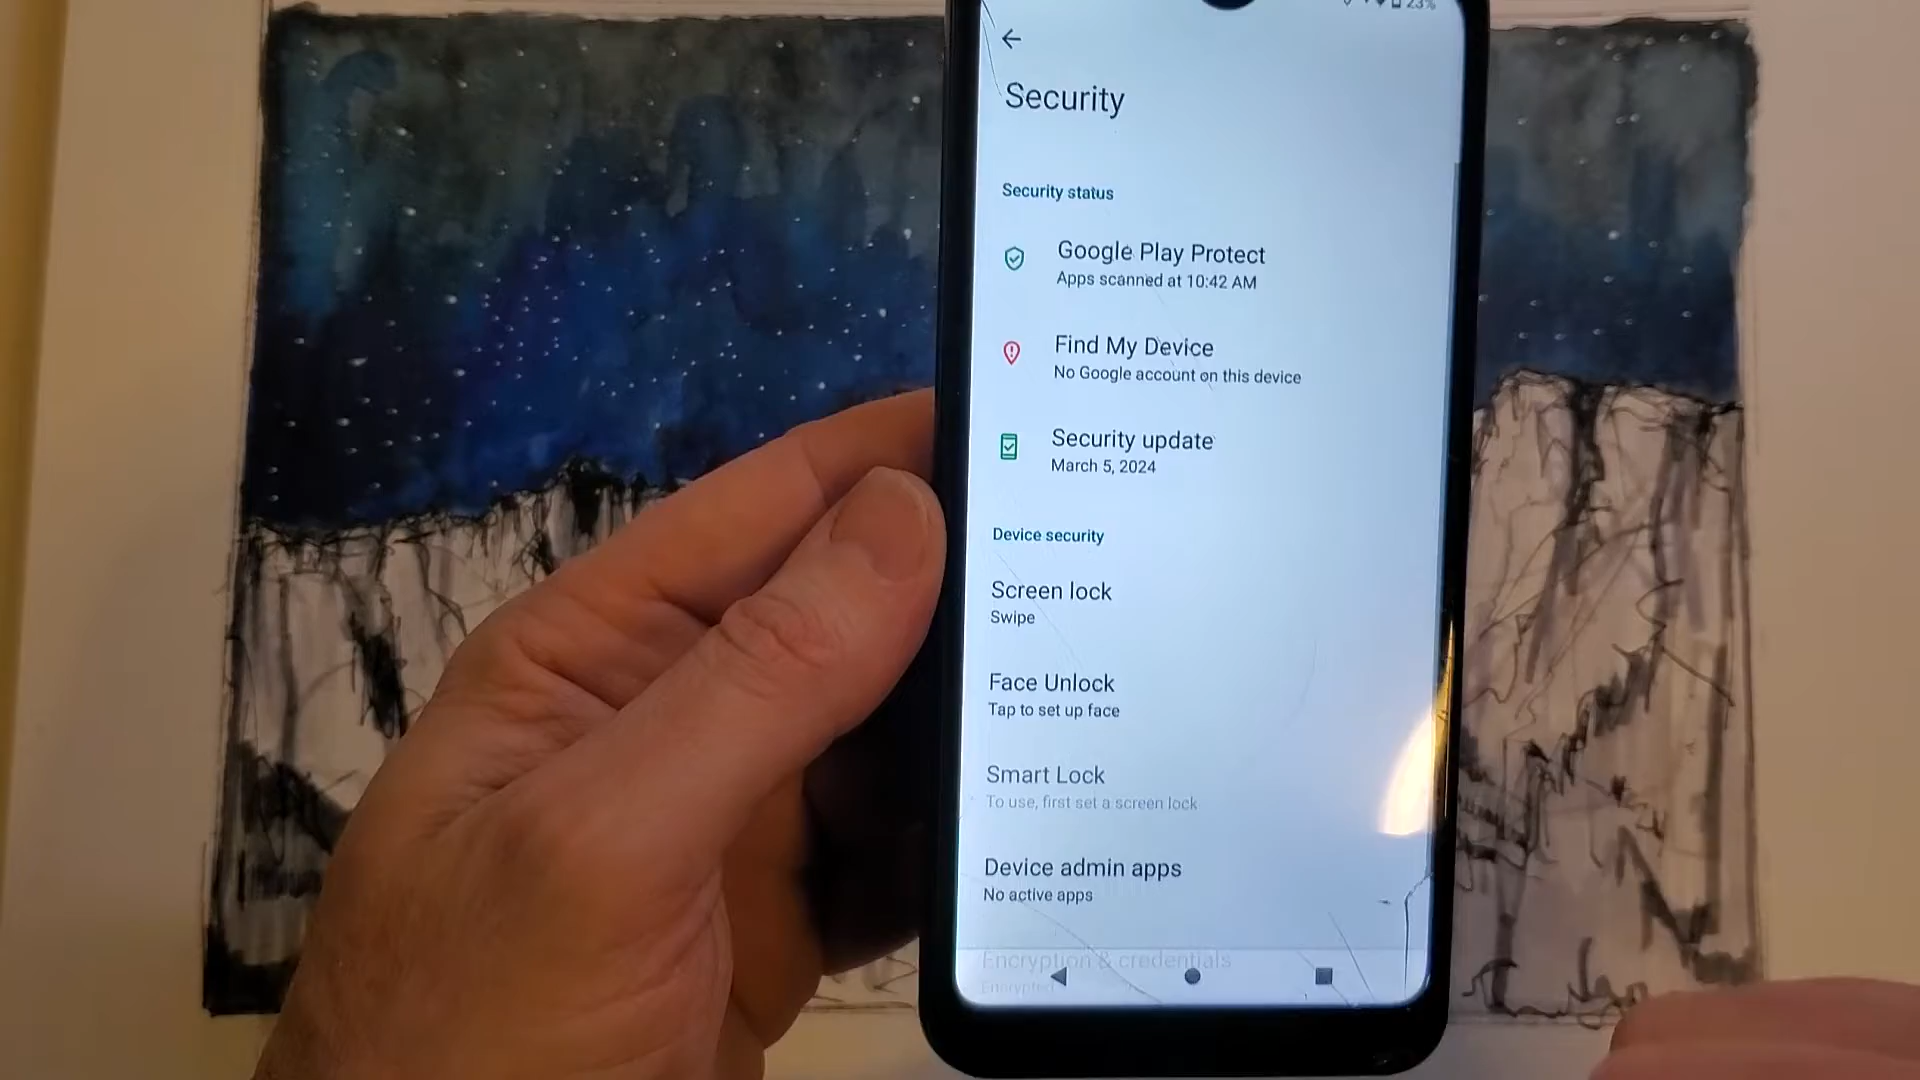 23%
Security
Security status
Google Play Protect
Apps scanned at 10:42 AM
Find My Device
No Google account on this device
Security update
March 5, 2024
Device security
Screen lock
Swipe
Face Unlock
Tap to set up face
Smart Lock
To use, first set a screen lock
Device admin apps
No active apps
Encryption & credentials
Encrypted